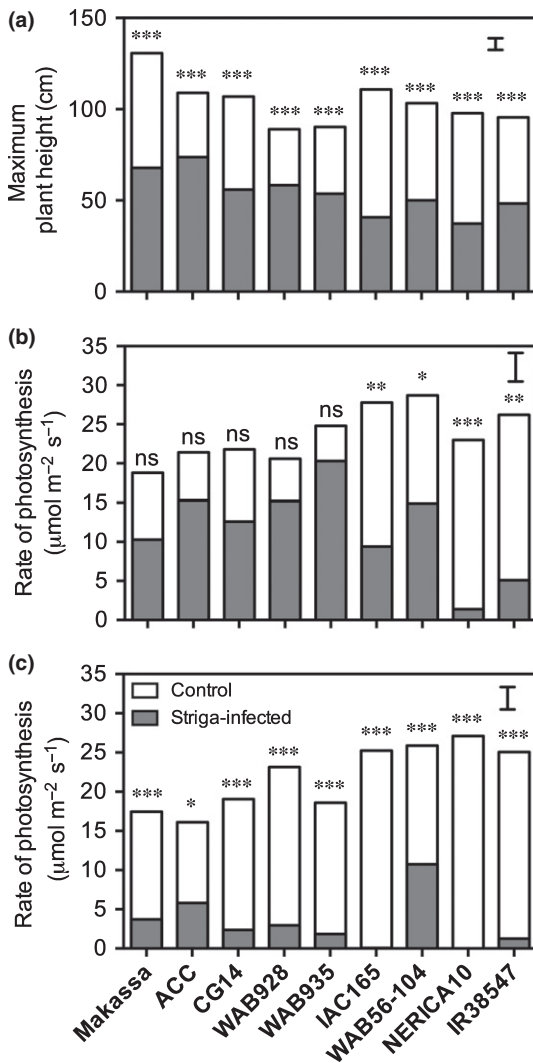 (a)
Maximum
plant height (cm)
150
100
50
0
*** *** *** *** *** *** *** *** ***
(b)
Rate of photosynthesis
(μmol m⁻² s⁻¹)
35
30
25
20
15
10
5
0
ns ns ns ns ns ** * *** **
(c)
Rate of photosynthesis
(μmol m⁻² s⁻¹)
35
30
25
20
15
10
5
0
Control
Striga-infected
*** * *** *** *** *** *** *** ***
Makassa
ACC
CG14
WAB928
WAB935
IAC165
WAB56-104
NERICA10
IR38547